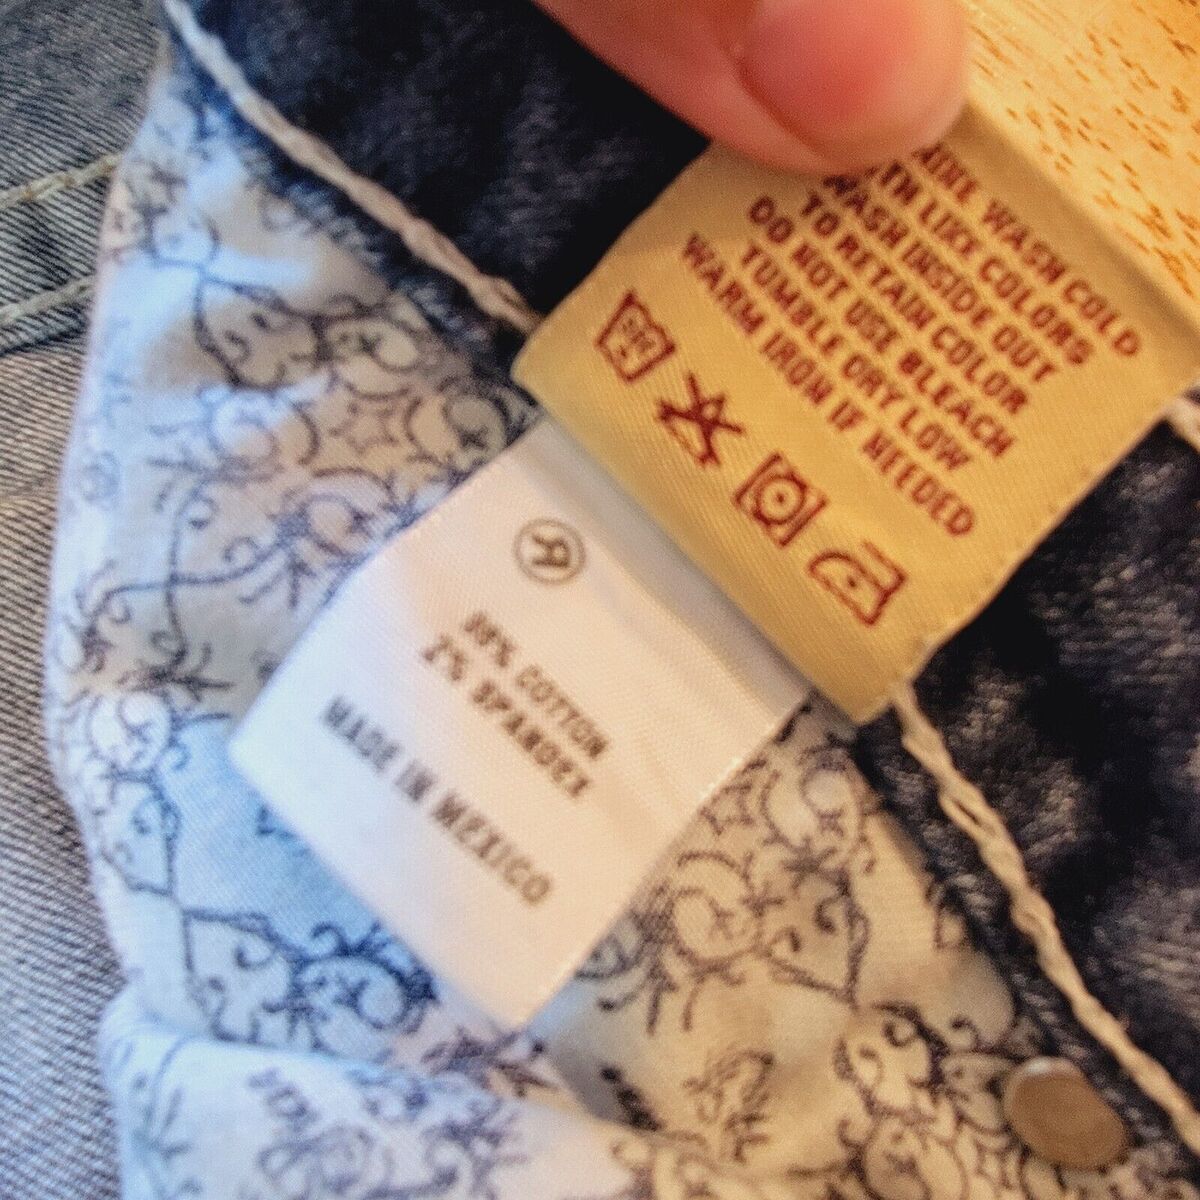 WASH COLD
WITH LIKE COLORS
WASH INSIDE OUT
TO RETAIN COLOR
DO NOT USE BLEACH
TUMBLE DRY LOW
WARM IRON IF NEEDED
98% COTTON
2% SPANDEX
MADE IN MEXICO